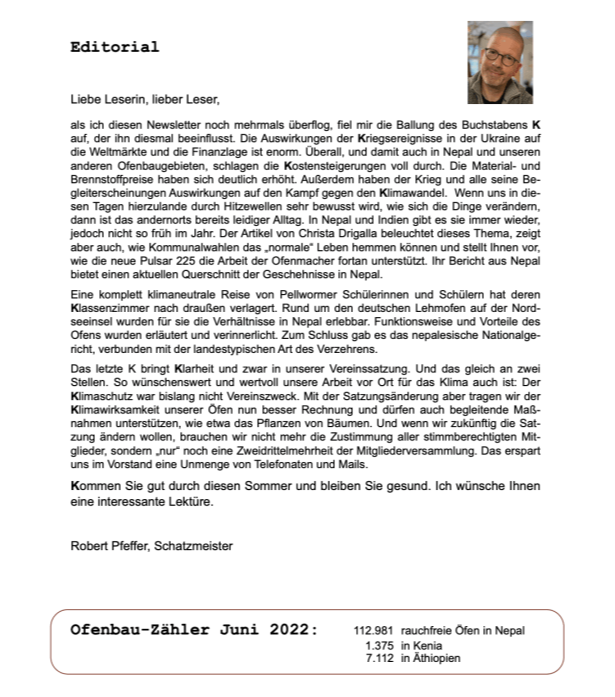 Editorial
Liebe Leserin, lieber Leser,
als ich diesen Newsletter noch mehrmals überflog, fiel mir die Ballung des Buchstabens K
auf, der ihn diesmal beeinflusst. Die Auswirkungen der Kriegsereignisse in der Ukraine auf
die Weltmärkte und die Finanzlage ist enorm. Überall, und damit auch in Nepal und unseren
anderen Ofenbaugebieten, schlagen die Kostensteigerungen voll durch. Die Material- und
Brennstoffpreise haben sich deutlich erhöht. Außerdem haben der Krieg und alle seine Be-
gleiterscheinungen Auswirkungen auf den Kampf gegen den Klimawandel. Wenn uns in die-
sen Tagen hierzulande durch Hitzewellen sehr bewusst wird, wie sich die Dinge verändern,
dann ist das andernorts bereits leidiger Alltag. In Nepal und Indien gibt es sie immer wieder,
jedoch nicht so früh im Jahr. Der Artikel von Christa Drigalla beleuchtet dieses Thema, zeigt
aber auch, wie Kommunalwahlen das „normale“ Leben hemmen können und stellt Ihnen vor,
wie die neue Pulsar 225 die Arbeit der Ofenmacher fortan unterstützt. Ihr Bericht aus Nepal
bietet einen aktuellen Querschnitt der Geschehnisse in Nepal.
Eine komplett klimaneutrale Reise von Pellwormer Schülerinnen und Schülern hat deren
Klassenzimmer nach draußen verlagert. Rund um den deutschen Lehmofen auf der Nord-
seeinsel wurden für sie die Verhältnisse in Nepal erlebbar. Funktionsweise und Vorteile des
Ofens wurden erläutert und verinnerlicht. Zum Schluss gab es das nepalesische Nationalge-
richt, verbunden mit der landestypischen Art des Verzehrens.
Das letzte K bringt Klarheit und zwar in unserer Vereinssatzung. Und das gleich an zwei
Stellen. So wünschenswert und wertvoll unsere Arbeit vor Ort für das Klima auch ist: Der
Klimaschutz war bislang nicht Vereinszweck. Mit der Satzungsänderung aber tragen wir der
Klimawirksamkeit unserer Öfen nun besser Rechnung und dürfen auch begleitende Maß-
nahmen unterstützen, wie etwa das Pflanzen von Bäumen. Und wenn wir zukünftig die Sat-
zung ändern wollen, brauchen wir nicht mehr die Zustimmung aller stimmberechtigten Mit-
glieder, sondern „nur“ noch eine Zweidrittelmehrheit der Mitgliederversammlung. Das erspart
uns im Vorstand eine Unmenge von Telefonaten und Mails.
Kommen Sie gut durch diesen Sommer und bleiben Sie gesund. Ich wünsche Ihnen
eine interessante Lektüre.
Robert Pfeffer, Schatzmeister
Ofenbau-Zähler Juni 2022: 112.981 rauchfreie Öfen in Nepal
1.375 in Kenia
7.112 in Äthiopien